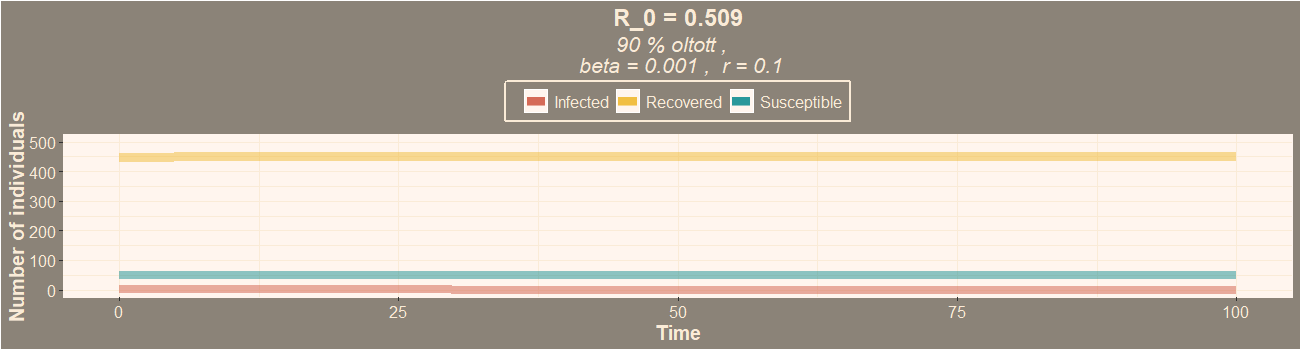 R_0 = 0.509
90 % oltott ,
beta = 0.001 ,  r = 0.1
Infected Recovered Susceptible
Number of individuals
500
400
300
200
100
0
0 25 50 75 100
Time